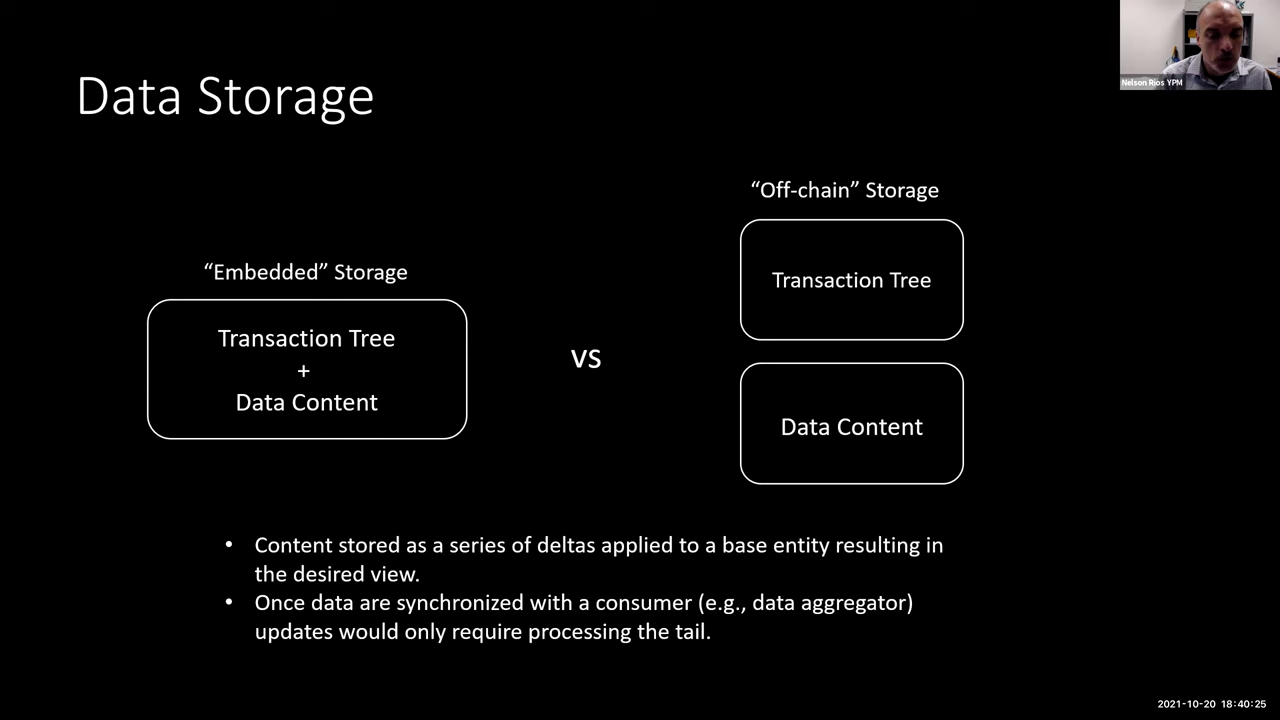 Nelson Rios YPM
Data Storage
“Off-chain” Storage
Transaction Tree
Data Content
“Embedded” Storage
Transaction Tree
+
Data Content
vs
• Content stored as a series of deltas applied to a base entity resulting in
the desired view.
• Once data are synchronized with a consumer (e.g., data aggregator)
updates would only require processing the tail.
2021-10-20 18:40:25